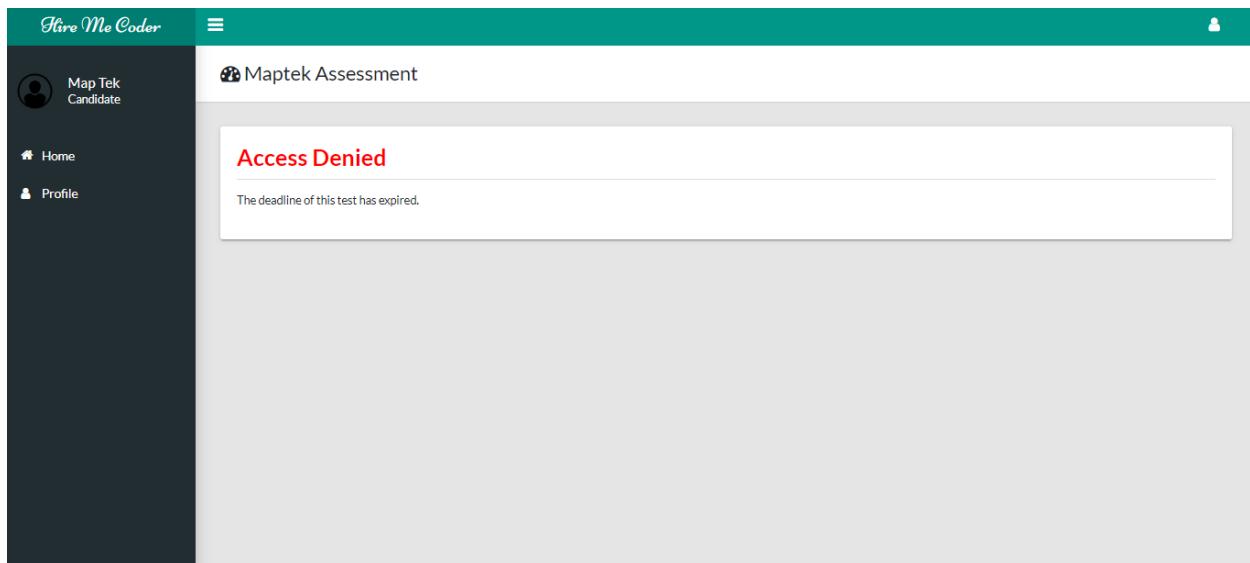 Hire Me Coder
Map Tek
Candidate
Home
Profile
Maptek Assessment
Access Denied
The deadline of this test has expired.